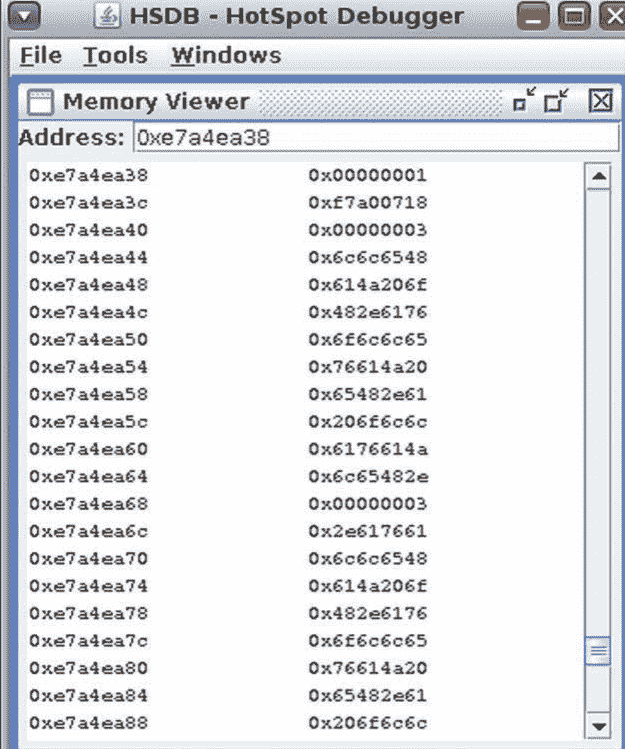 HSDB - HotSpot Debugger
File Tools Windows
Memory Viewer
Address: 0xe7a4ea38
0xe7a4ea38 0x00000001
0xe7a4ea3c 0xf7a00718
0xe7a4ea40 0x00000003
0xe7a4ea44 0x6c6c6548
0xe7a4ea48 0x614a206f
0xe7a4ea4c 0x482e6176
0xe7a4ea50 0x6f6c6c65
0xe7a4ea54 0x76614a20
0xe7a4ea58 0x65482e61
0xe7a4ea5c 0x206f6c6c
0xe7a4ea60 0x6176614a
0xe7a4ea64 0x6c65482e
0xe7a4ea68 0x00000003
0xe7a4ea6c 0x2e617661
0xe7a4ea70 0x6c6c6548
0xe7a4ea74 0x614a206f
0xe7a4ea78 0x482e6176
0xe7a4ea7c 0x6f6c6c65
0xe7a4ea80 0x76614a20
0xe7a4ea84 0x65482e61
0xe7a4ea88 0x206f6c6c